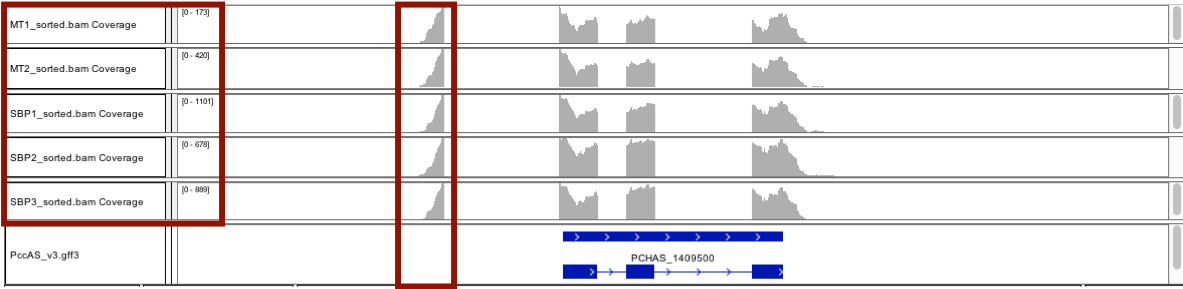 MT1_sorted.bam Coverage
[0 - 173)
MT2_sorted.bam Coverage
[0 - 420]
SBP1_sorted.bam Coverage
[0 - 1101)
SBP2_sorted.bam Coverage
[0 - 678]
SBP3_sorted.bam Coverage
[0 - 889]
PccAS_v3.gff3
PCHAS_1409500